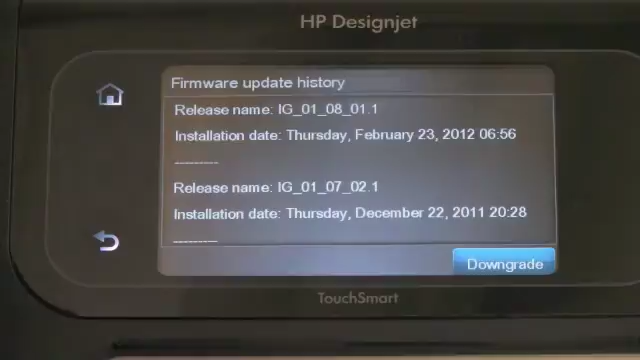 HP Designjet
Firmware update history
Release name: IG_01_08_01.1
Installation date: Thursday, February 23, 2012 06:56
----------
Release name: IG_01_07_02.1
Installation date: Thursday, December 22, 2011 20:28
----------
Downgrade
TouchSmart